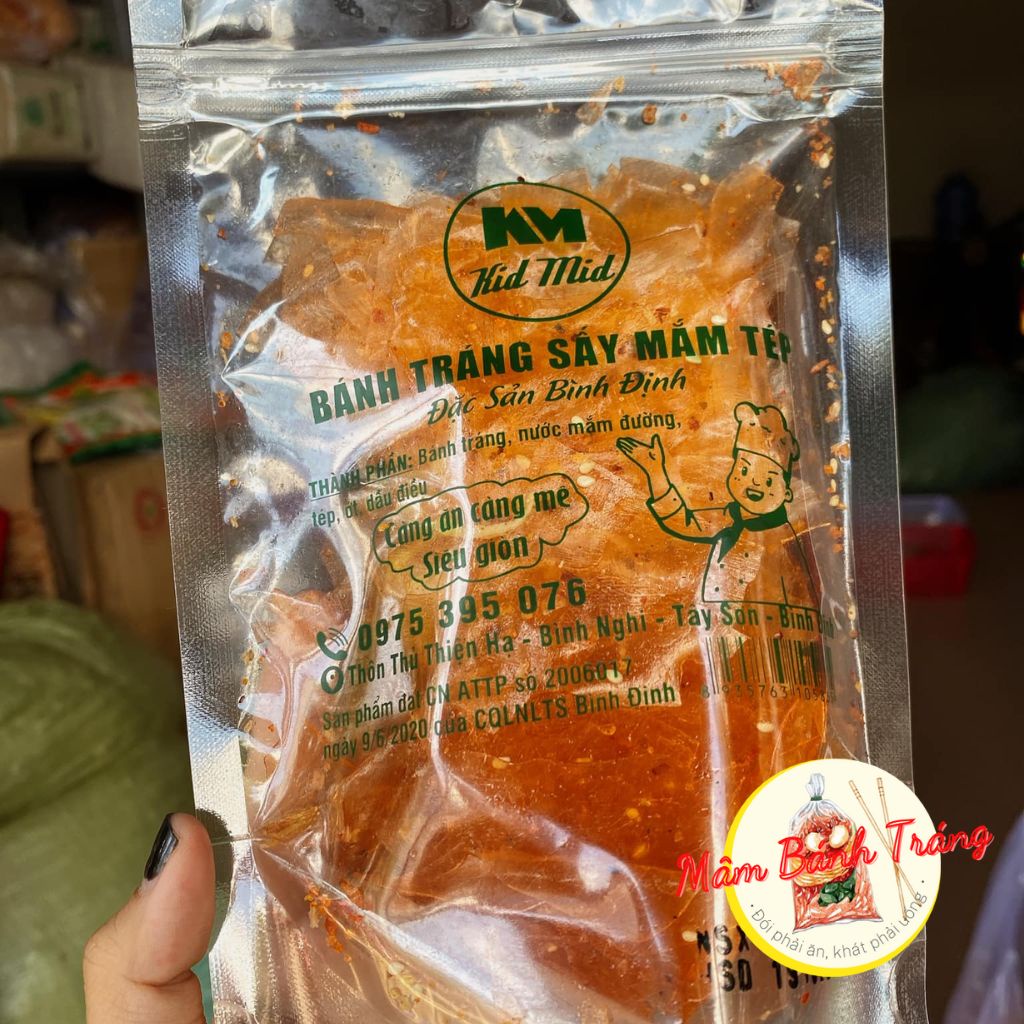 KM
Kid Mid
BÁNH TRÁNG SẤY MẮM TÉP
Đặc Sản Bình Định
THÀNH PHẦN: Bánh tráng, nước mắm đường,
tép, ớt, dầu điều
Càng ăn càng mê
Siêu giòn
0975 395 076
Thôn Thủ Thiện Hạ - Bình Nghi - Tây Sơn - Bình
Sản phẩm đạt CN ATTP số 2006017
ngày 9/6/2020 của CQLNLTS Bình Định
8 935763
Mâm Bánh Tráng
· Đói phải ăn, khát phải uống ·
NSX